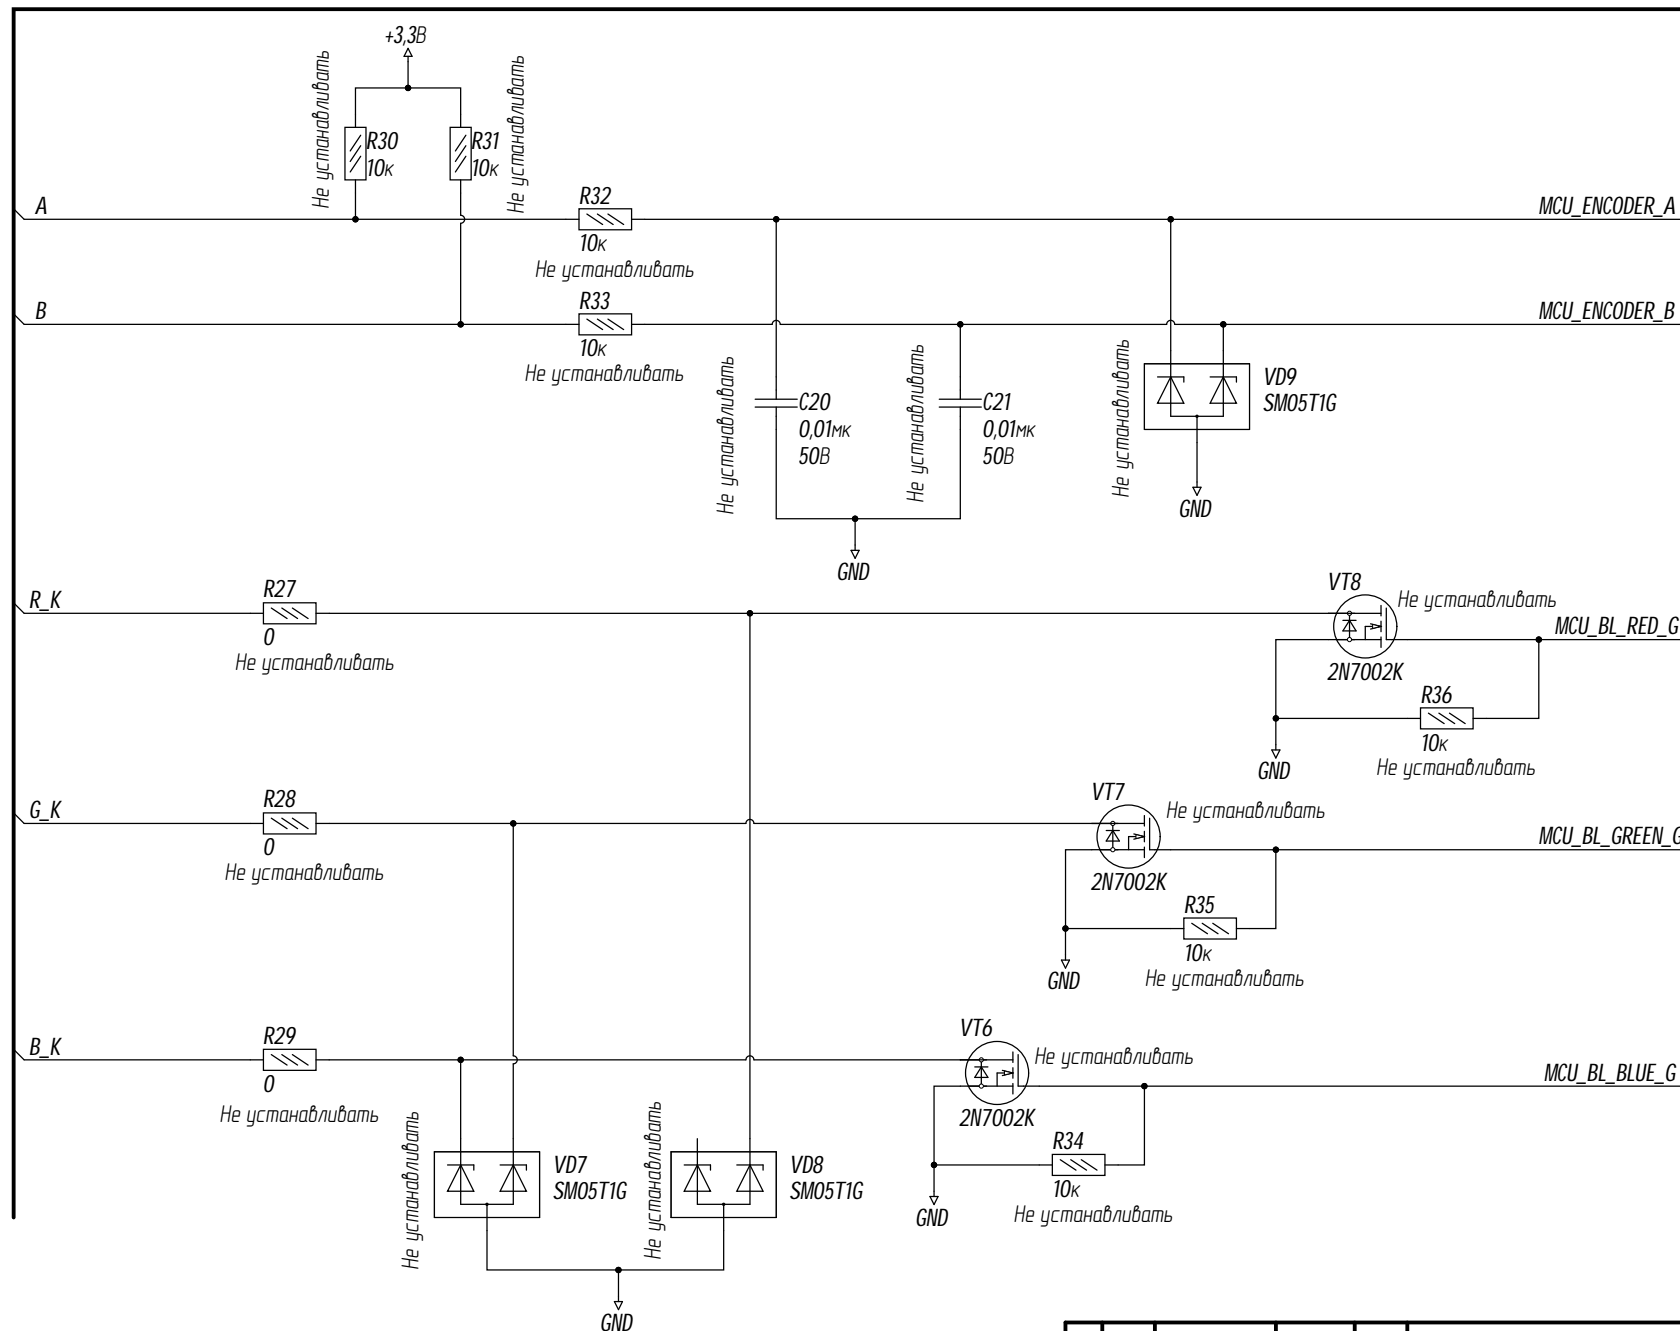 +3,3В
Не устанавливать
R30
10к
R31
10к
Не устанавливать
A
R32
10к
Не устанавливать
MCU_ENCODER_A
B
R33
10к
Не устанавливать
MCU_ENCODER_B
Не устанавливать
C20
0,01мк
50В
Не устанавливать
C21
0,01мк
50В
Не устанавливать
VD9
SM05T1G
GND
GND
R_K
R27
0
Не устанавливать
VT8
Не устанавливать
2N7002K
MCU_BL_RED_G
R36
10к
Не устанавливать
GND
G_K
R28
0
Не устанавливать
VT7
Не устанавливать
2N7002K
MCU_BL_GREEN_G
R35
10к
Не устанавливать
GND
B_K
R29
0
Не устанавливать
VT6
Не устанавливать
2N7002K
MCU_BL_BLUE_G
R34
10к
Не устанавливать
GND
Не устанавливать
VD7
SM05T1G
Не устанавливать
VD8
SM05T1G
GND